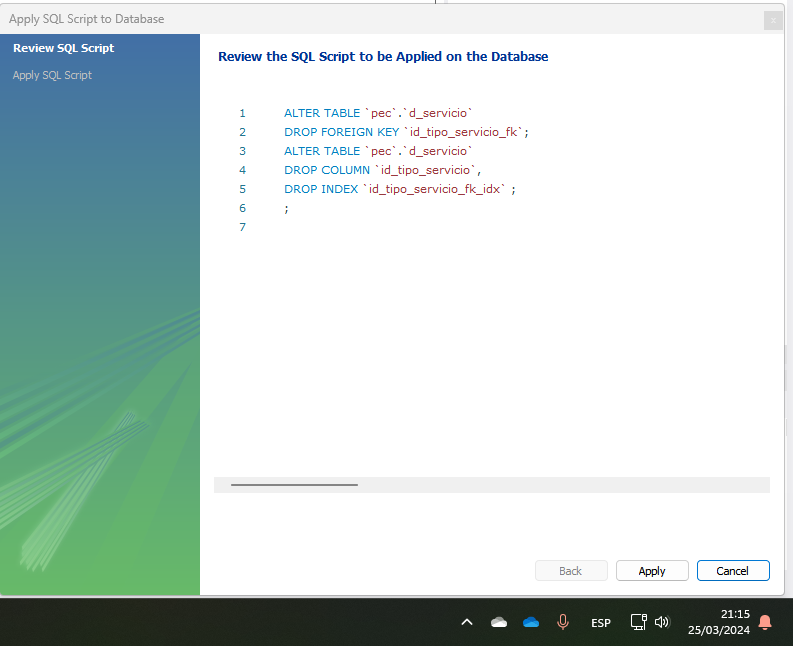 Apply SQL Script to Database
Review SQL Script
Apply SQL Script
Review the SQL Script to be Applied on the Database
1 ALTER TABLE `pec`.`d_servicio`
2 DROP FOREIGN KEY `id_tipo_servicio_fk`;
3 ALTER TABLE `pec`.`d_servicio`
4 DROP COLUMN `id_tipo_servicio`,
5 DROP INDEX `id_tipo_servicio_fk_idx` ;
6 ;
7
Back Apply Cancel
ESP
21:15
25/03/2024